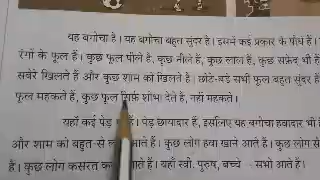 यह बगीचा है। यह बगीचा बहुत सुंदर है। इसमें कई प्रकार के पौधे हैं।
रंगों के फूल हैं। कुछ फूल पीले हैं, कुछ नीले हैं, कुछ लाल हैं, कुछ सफ़ेद भी हैं
सवेरे खिलते हैं और कुछ शाम को खिलते हैं। छोटे-बड़े सभी फूल बहुत सुंदर हैं
फूल महकते हैं, कुछ फूल सिर्फ़ शोभा देते हैं, नहीं महकते।
यहाँ कई पेड़ हैं। पेड़ छायादार हैं, इसलिए यह बगीचा हवादार भी है
और शाम को बहुत-से लोग आते हैं। कुछ लोग हवा खाने आते हैं। कुछ लोग
हैं। कुछ लोग कसरत आते हैं। यहाँ स्त्री, पुरुष, बच्चे सभी आते हैं।